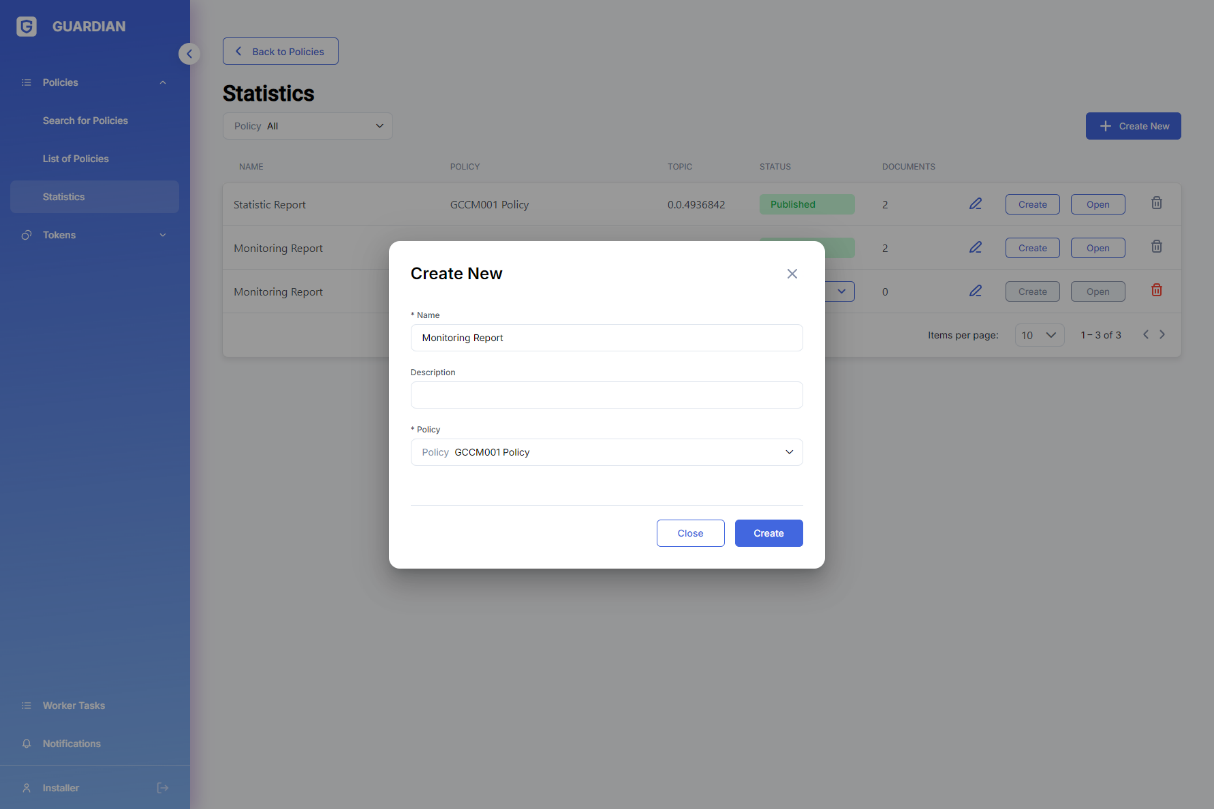 GUARDIAN
Policies
Search for Policies
List of Policies
Statistics
Tokens
Worker Tasks
Notifications
Installer
Back to Policies
Statistics
Policy All
Create New
NAME POLICY TOPIC STATUS DOCUMENTS
Statistic Report GCCM001 Policy 0.0.4936842 Published 2 Create Open
Monitoring Report 2 Create Open
Monitoring Report 0 Create Open
Items per page: 10 1 – 3 of 3
Create New
* Name
Monitoring Report
Description
* Policy
Policy GCCM001 Policy
Close Create